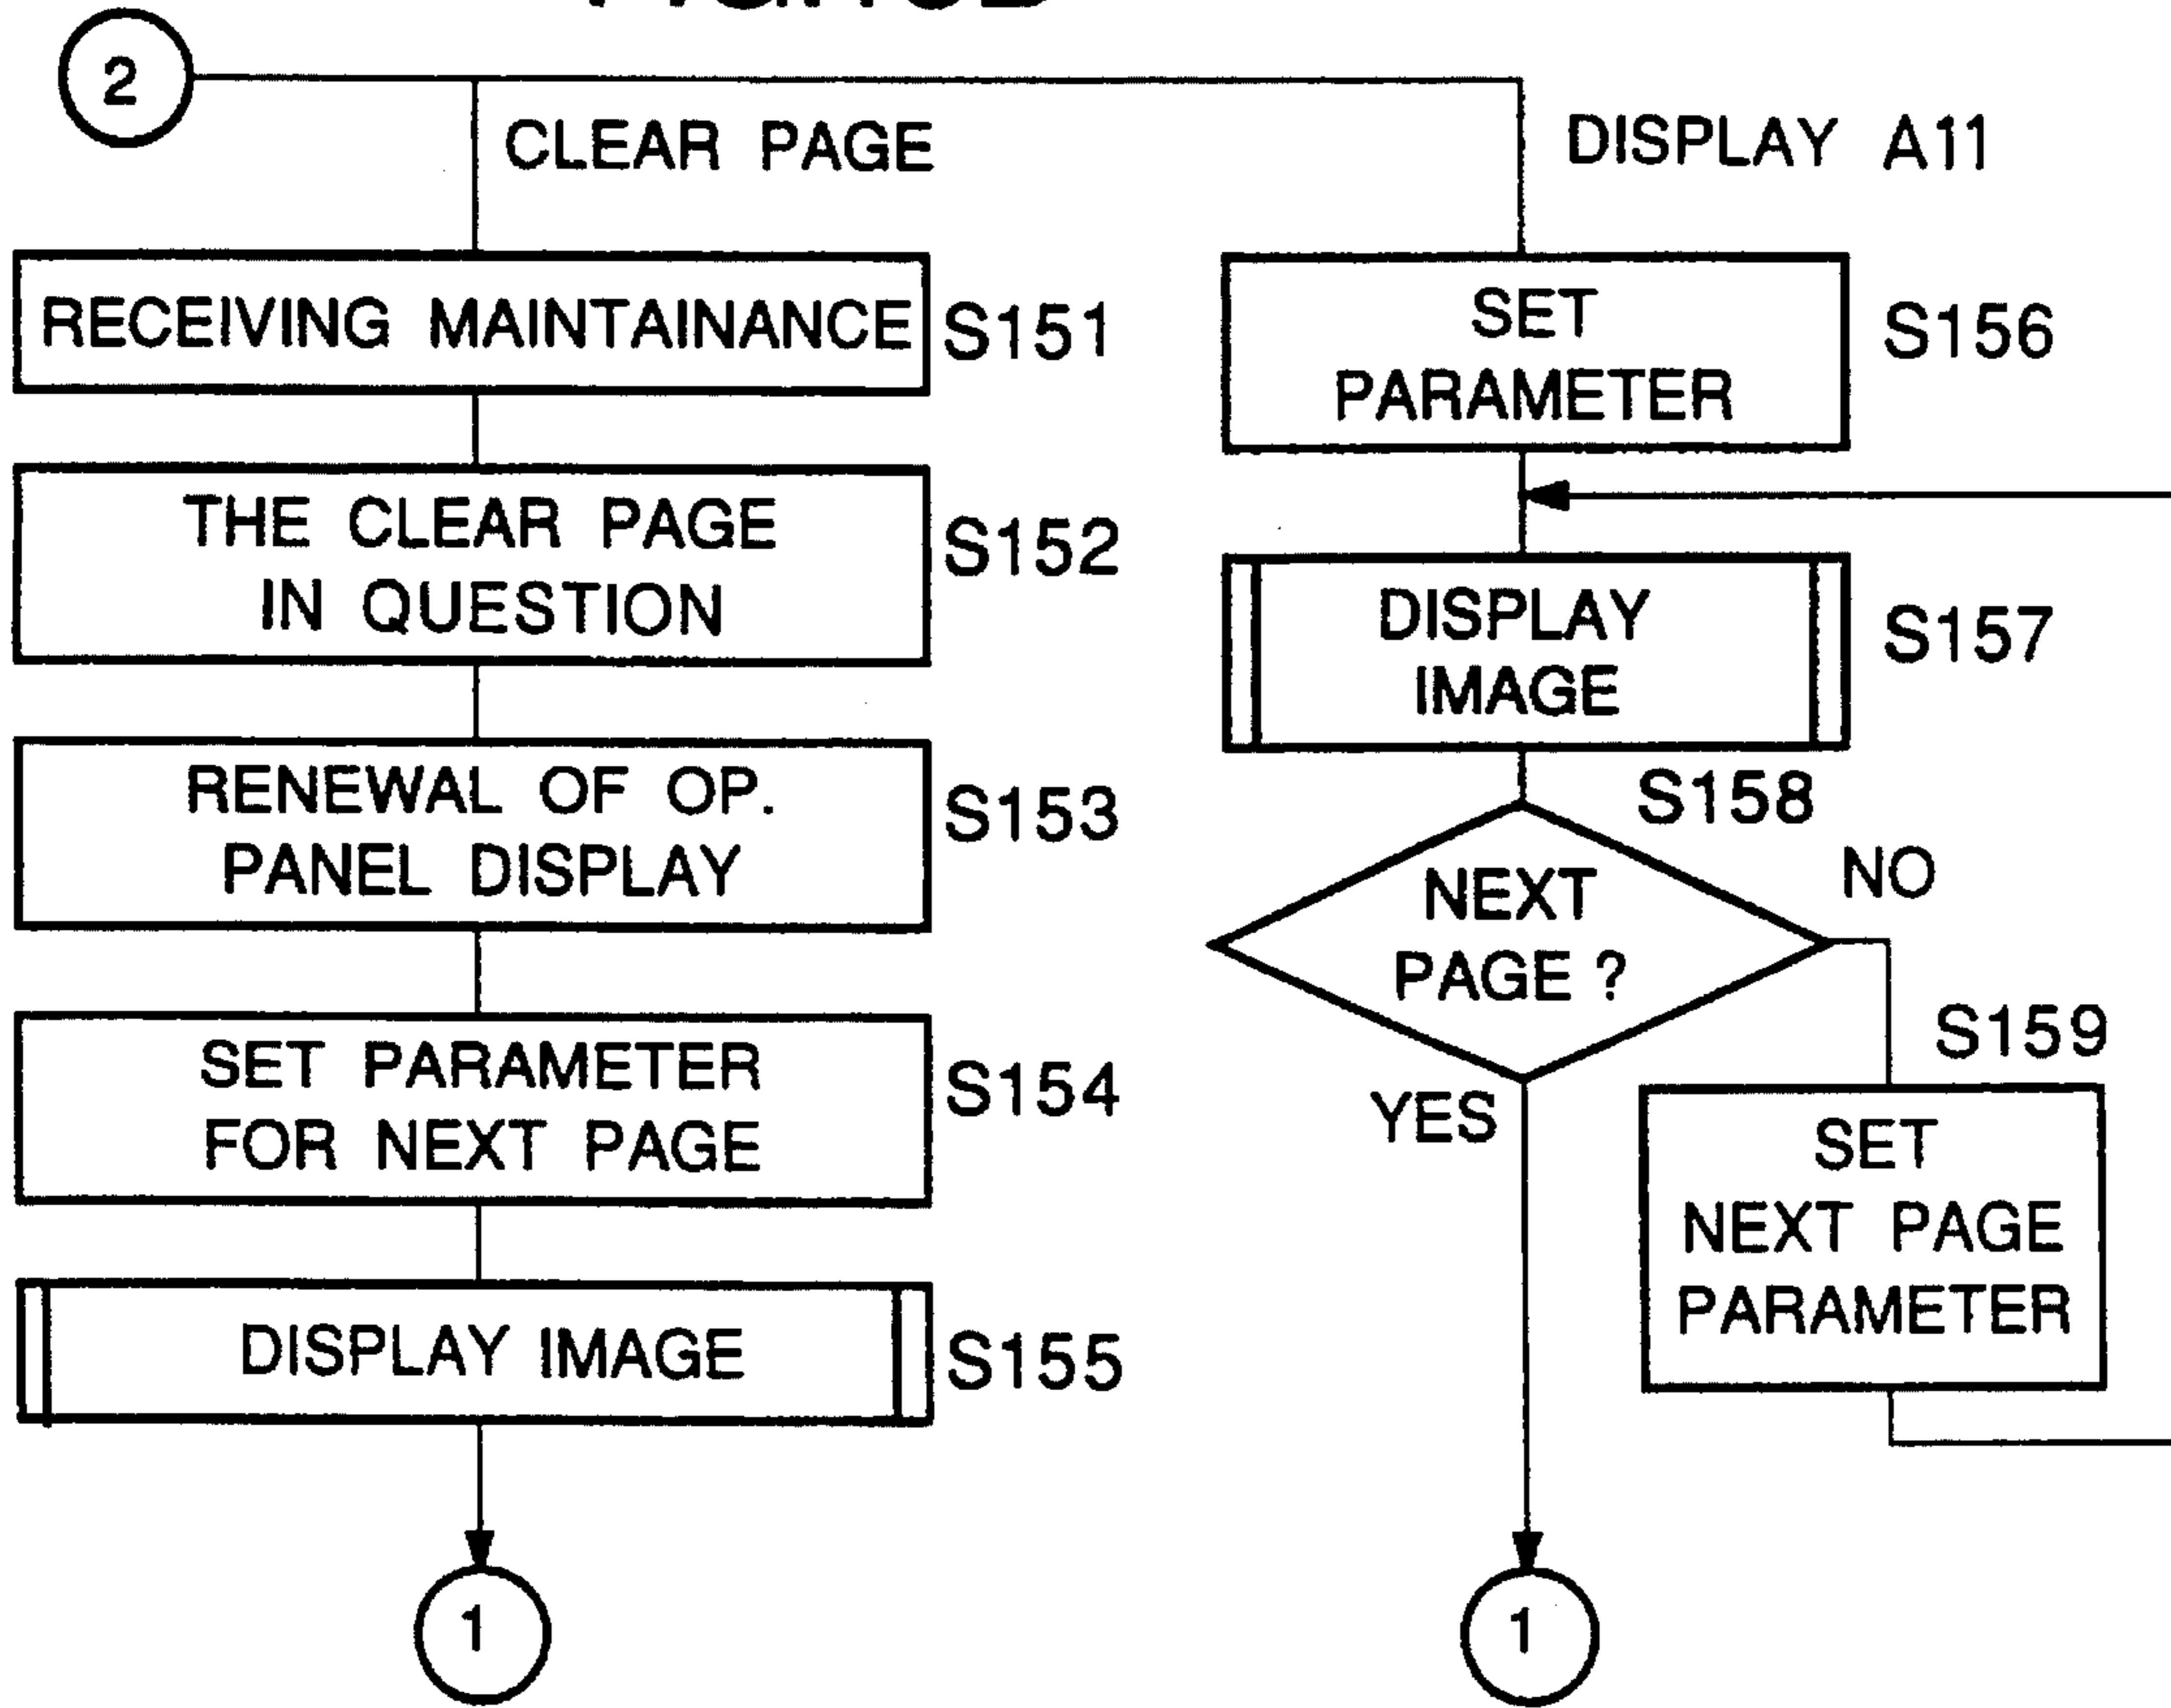 2
CLEAR PAGE
DISPLAY A11
RECEIVING MAINTAINANCE
S151
SET
PARAMETER
S156
THE CLEAR PAGE
IN QUESTION
S152
DISPLAY
IMAGE
S157
RENEWAL OF OP.
PANEL DISPLAY
S153
S158
NEXT
PAGE ?
NO
YES
SET PARAMETER
FOR NEXT PAGE
S154
S159
SET
NEXT PAGE
PARAMETER
DISPLAY IMAGE
S155
1
1